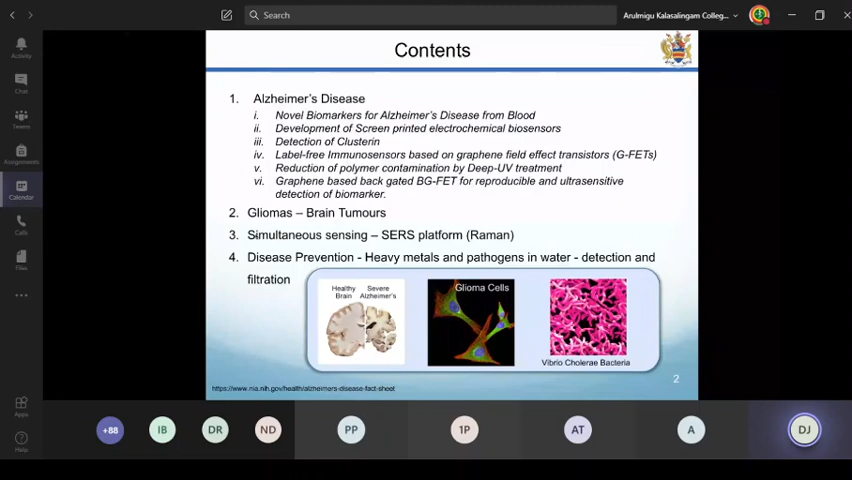 Search
Arulmigu Kalasalingam Colleg...
Activity
Chat
Teams
Assignments
Calendar
Calls
Files
Apps
Help
Contents
1. Alzheimer's Disease
i. Novel Biomarkers for Alzheimer's Disease from Blood
ii. Development of Screen printed electrochemical biosensors
iii. Detection of Clusterin
iv. Label-free Immunosensors based on graphene field effect transistors (G-FETs)
v. Reduction of polymer contamination by Deep-UV treatment
vi. Graphene based back gated BG-FET for reproducible and ultrasensitive
detection of biomarker.
2. Gliomas – Brain Tumours
3. Simultaneous sensing – SERS platform (Raman)
4. Disease Prevention - Heavy metals and pathogens in water - detection and
filtration
Healthy Brain
Severe Alzheimer's
Glioma Cells
Vibrio Cholerae Bacteria
2
https://www.nia.nih.gov/health/alzheimers-disease-fact-sheet
+88 IB DR ND PP 1P AT A DJ